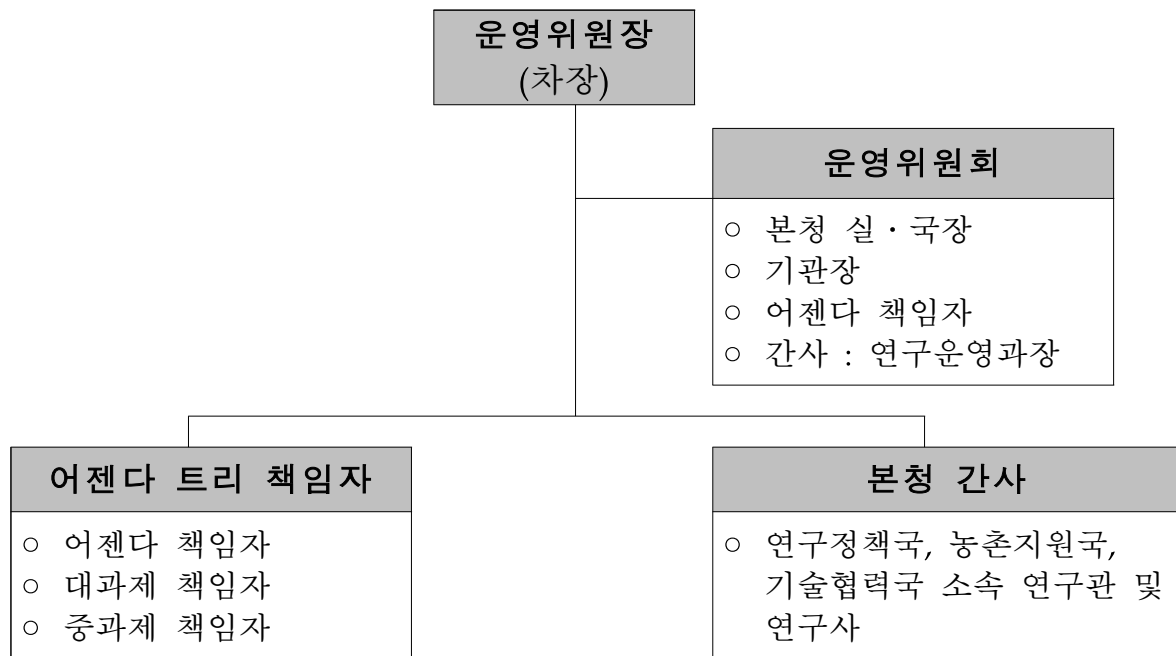 운영위원장
(차장)
운영위원회
○ 본청 실·국장
○ 기관장
○ 어젠다 책임자
○ 간사 : 연구운영과장
어젠다 트리 책임자
○ 어젠다 책임자
○ 대과제 책임자
○ 중과제 책임자
본청 간사
○ 연구정책국, 농촌지원국,
기술협력국 소속 연구관 및
연구사